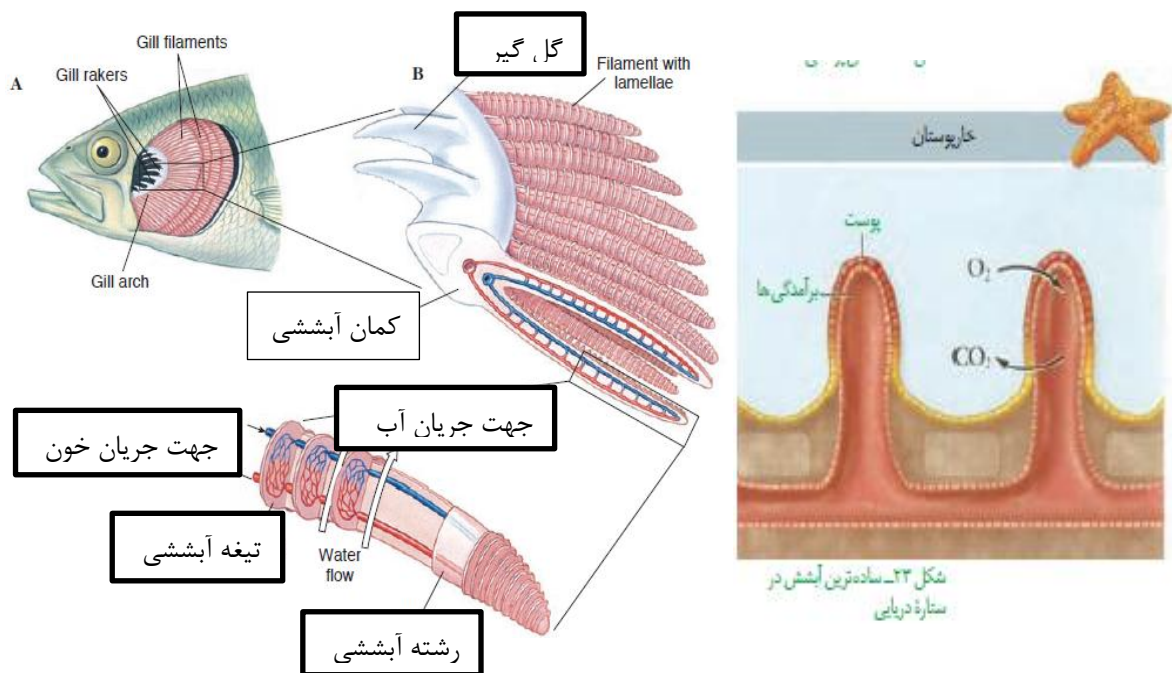 Gill filaments
Gill rakers
A
Gill arch
B
گل گیر
Filament with
lamellae
کمان آبششی
جهت جریان آب
جهت جریان خون
تیغه آبششی
Water
flow
رشته آبششی
خارپوستان
پوست
برآمدگی‌ها
O₂
CO₂
شکل ۲۳ــ ساده‌ترین آبشش در
ستارهٔ دریایی